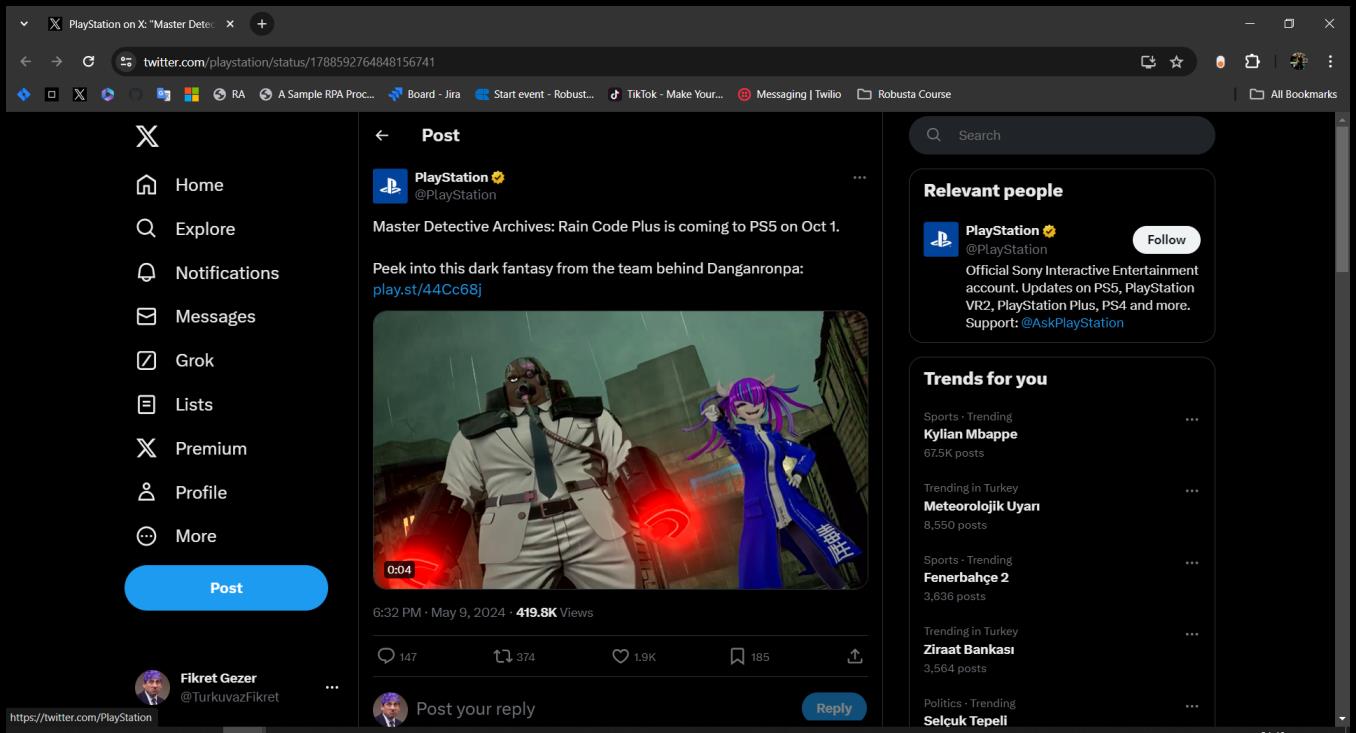 PlayStation on X: "Master Detec
twitter.com/playstation/status/1788592764848156741
RA
A Sample RPA Proc...
Board - Jira
Start event - Robust...
TikTok - Make Your...
Messaging | Twilio
Robusta Course
All Bookmarks
Home
Explore
Notifications
Messages
Grok
Lists
Premium
Profile
More
Post
Fikret Gezer
@TurkuvazFikret
https://twitter.com/PlayStation
Post
PlayStation
@PlayStation
Master Detective Archives: Rain Code Plus is coming to PS5 on Oct 1.
Peek into this dark fantasy from the team behind Danganronpa:
play.st/44Cc68j
0:04
6:32 PM · May 9, 2024 · 419.8K Views
147
374
1.9K
185
Post your reply
Reply
Search
Relevant people
PlayStation
@PlayStation
Follow
Official Sony Interactive Entertainment
account. Updates on PS5, PlayStation
VR2, PlayStation Plus, PS4 and more.
Support: @AskPlayStation
Trends for you
Sports · Trending
Kylian Mbappe
67.5K posts
Trending in Turkey
Meteorolojik Uyarı
8,550 posts
Sports · Trending
Fenerbahçe 2
3,636 posts
Trending in Turkey
Ziraat Bankası
3,564 posts
Politics · Trending
Selçuk Tepeli